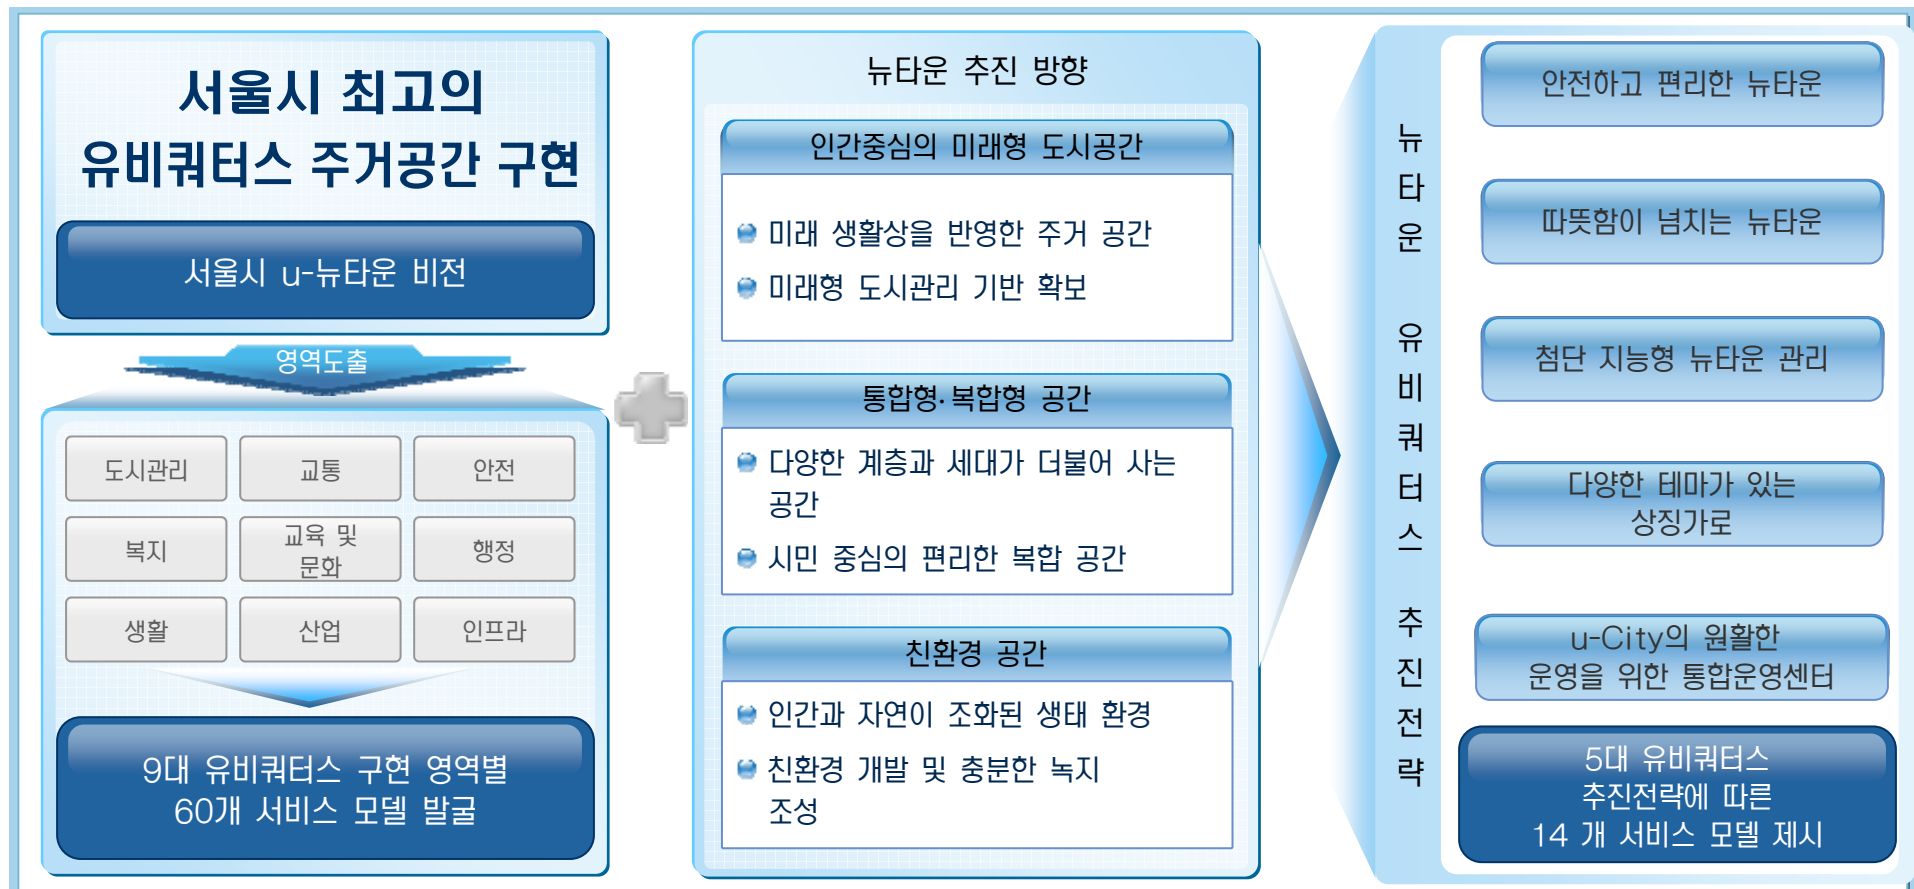 서울시 최고의
유비쿼터스 주거공간 구현
서울시 u-뉴타운 비전
영역도출
도시관리
교통
안전
복지
교육 및
문화
행정
생활
산업
인프라
9대 유비쿼터스 구현 영역별
60개 서비스 모델 발굴
뉴타운 추진 방향
인간중심의 미래형 도시공간
미래 생활상을 반영한 주거 공간
미래형 도시관리 기반 확보
통합형·복합형 공간
다양한 계층과 세대가 더불어 사는
공간
시민 중심의 편리한 복합 공간
친환경 공간
인간과 자연이 조화된 생태 환경
친환경 개발 및 충분한 녹지
조성
뉴타운 유비쿼터스 추진전략
안전하고 편리한 뉴타운
따뜻함이 넘치는 뉴타운
첨단 지능형 뉴타운 관리
다양한 테마가 있는
상징가로
u-City의 원활한
운영을 위한 통합운영센터
5대 유비쿼터스
추진전략에 따른
14 개 서비스 모델 제시